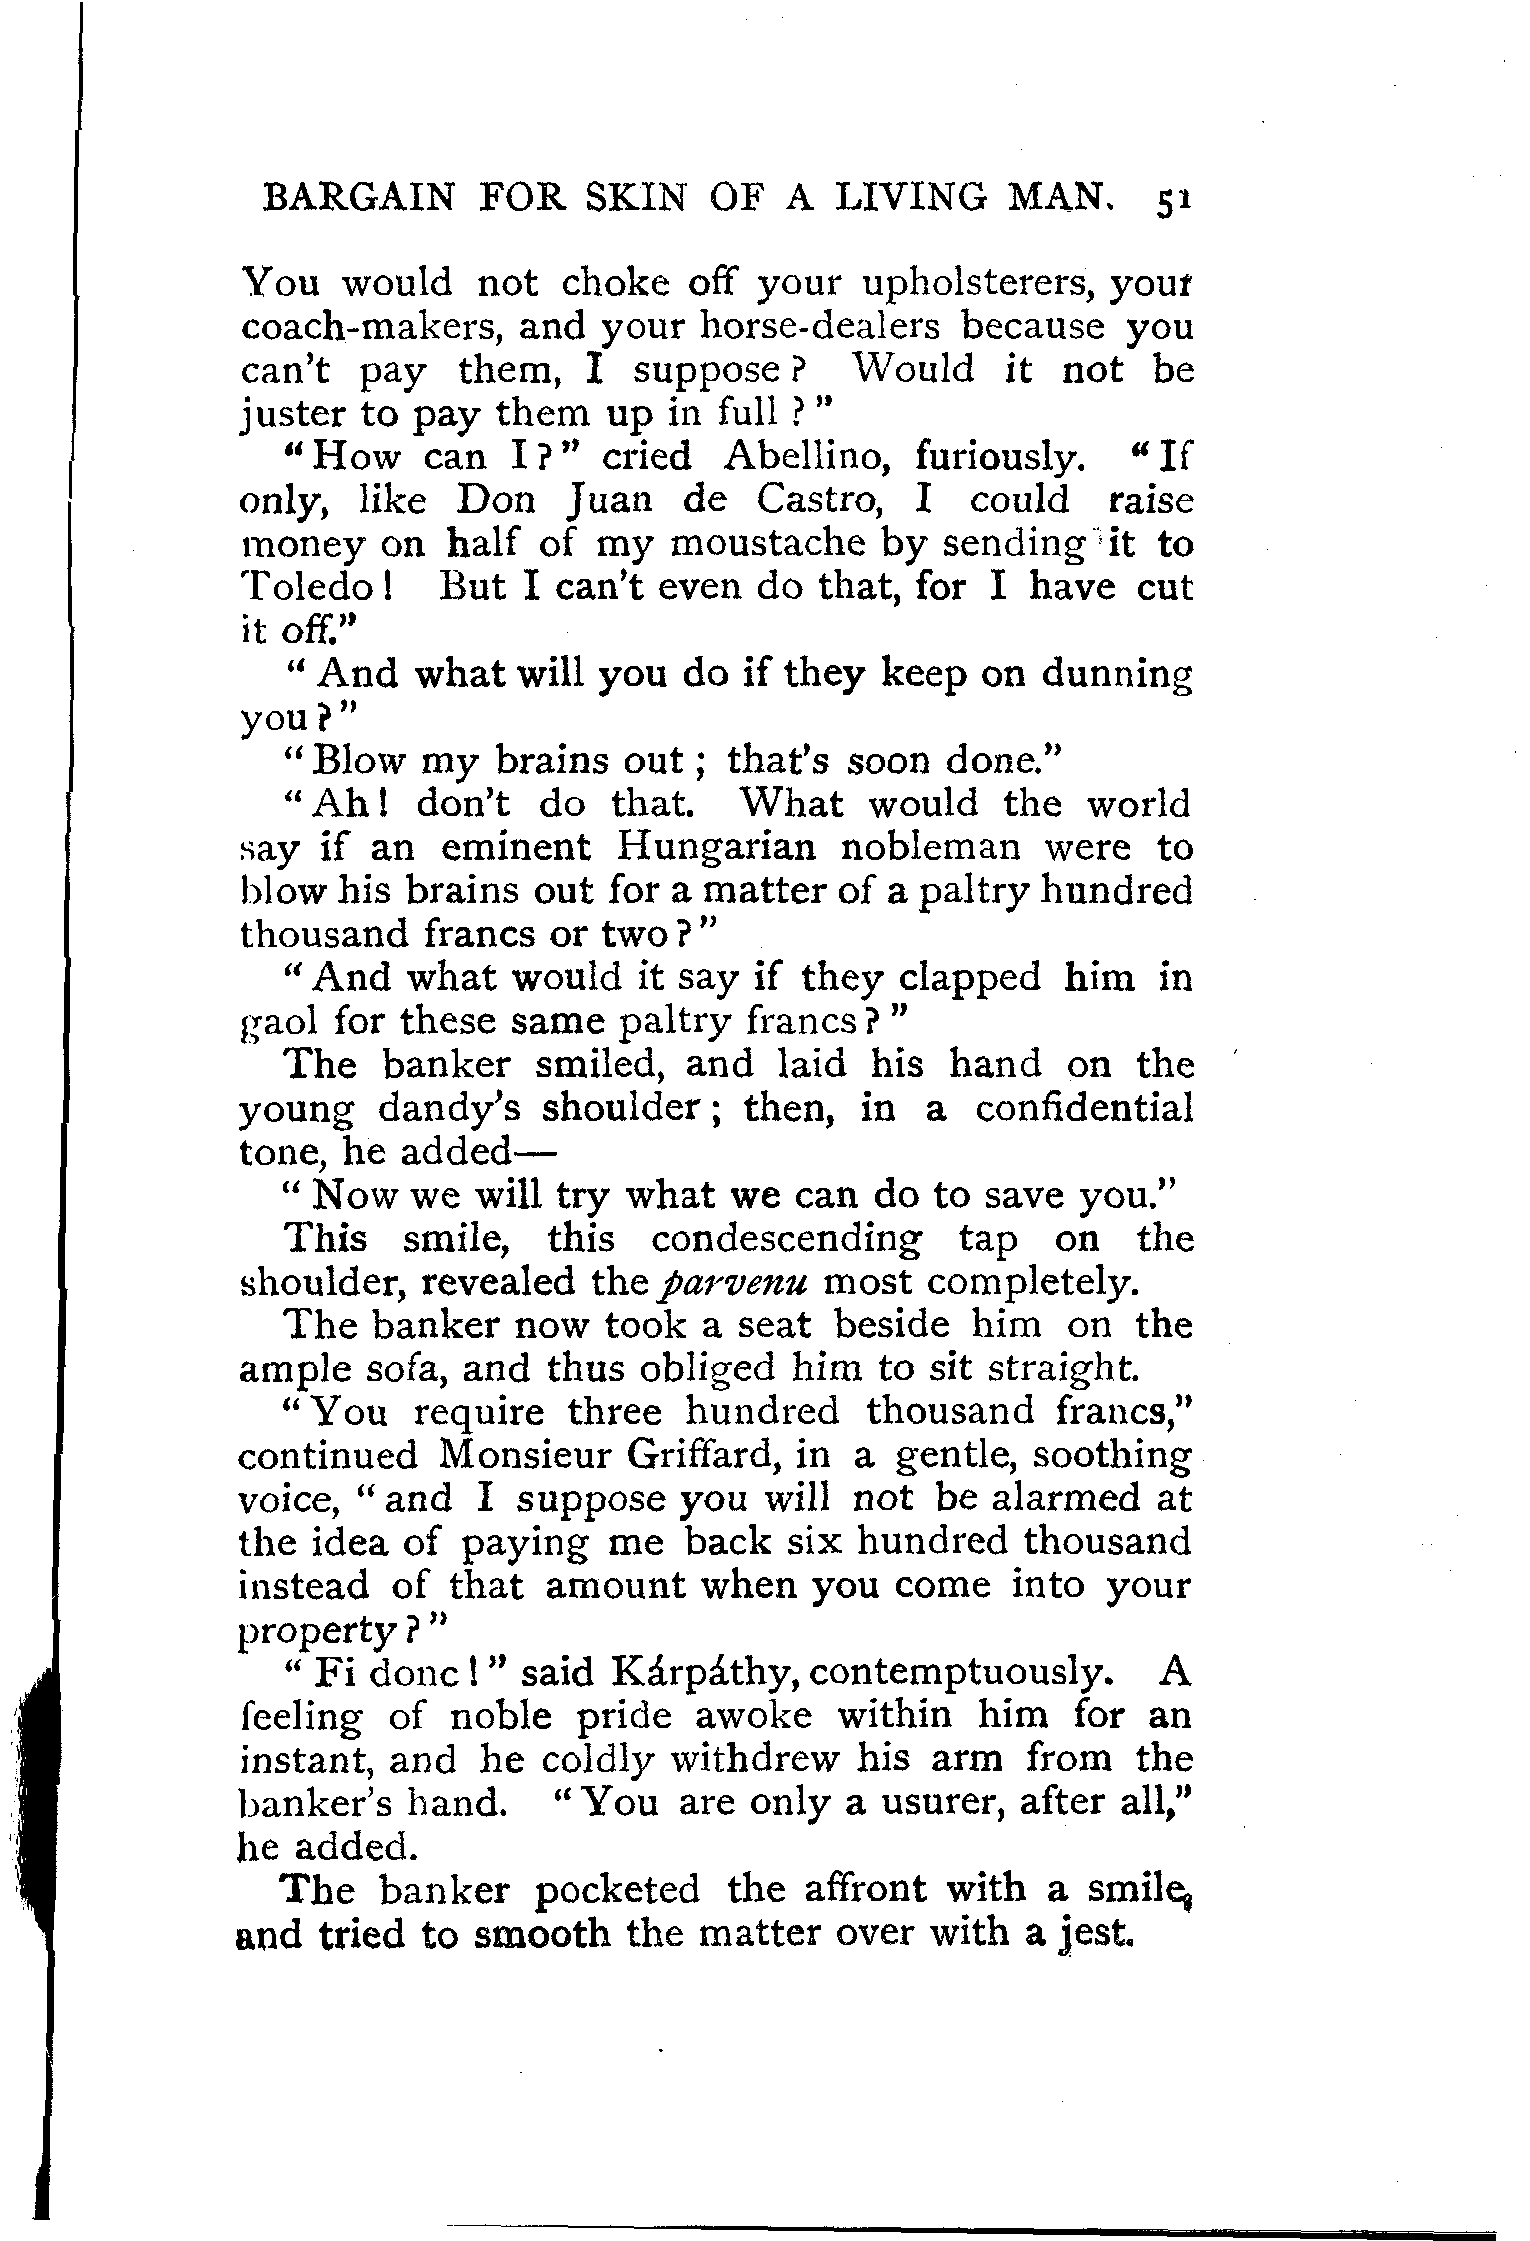 BARGAIN FOR SKIN OF A LIVING MAN. 51
You would not choke off your upholsterers, your
coach-makers, and your horse-dealers because you
can't pay them, I suppose? Would it not be
juster to pay them up in full?"
"How can I?" cried Abellino, furiously. "If
only, like Don Juan de Castro, I could raise
money on half of my moustache by sending it to
Toledo! But I can't even do that, for I have cut
it off."
"And what will you do if they keep on dunning
you?"
"Blow my brains out; that's soon done."
"Ah! don't do that. What would the world
say if an eminent Hungarian nobleman were to
blow his brains out for a matter of a paltry hundred
thousand francs or two?"
"And what would it say if they clapped him in
gaol for these same paltry francs?"
The banker smiled, and laid his hand on the
young dandy's shoulder; then, in a confidential
tone, he added—
"Now we will try what we can do to save you."
This smile, this condescending tap on the
shoulder, revealed the parvenu most completely.
The banker now took a seat beside him on the
ample sofa, and thus obliged him to sit straight.
"You require three hundred thousand francs,"
continued Monsieur Griffard, in a gentle, soothing
voice, "and I suppose you will not be alarmed at
the idea of paying me back six hundred thousand
instead of that amount when you come into your
property?"
"Fi donc!" said Kárpáthy, contemptuously. A
feeling of noble pride awoke within him for an
instant, and he coldly withdrew his arm from the
banker's hand. "You are only a usurer, after all,"
he added.
The banker pocketed the affront with a smile,
and tried to smooth the matter over with a jest.